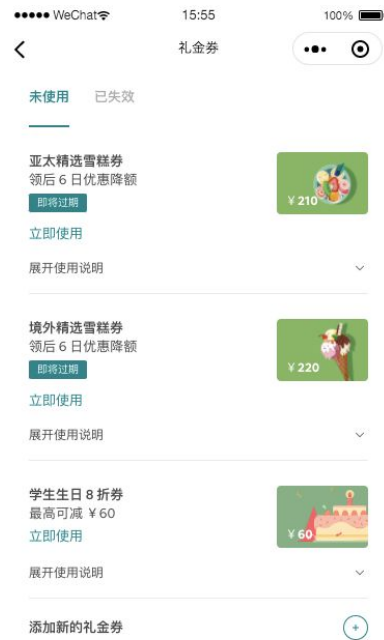 WeChat 15:55 100%
礼金券
未使用 已失效
亚太精选雪糕券
领后 6 日优惠降额
即将过期
¥ 210
立即使用
展开使用说明
境外精选雪糕券
领后 6 日优惠降额
即将过期
¥ 220
立即使用
展开使用说明
学生生日 8 折券
最高可减 ¥60
¥ 60
立即使用
展开使用说明
添加新的礼金券